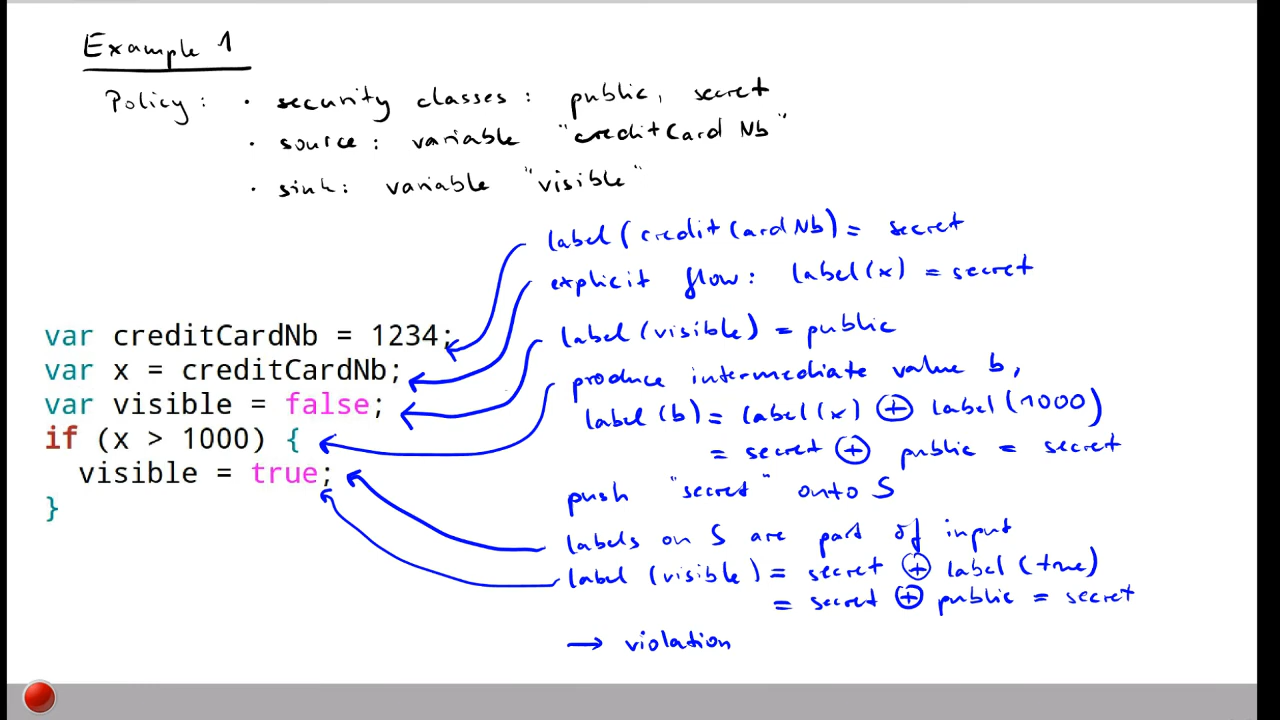 Example 1
Policy: · security classes: public, secret
· source: variable "creditCard Nb"
· sink: variable "visible"
label(creditCardNb) = secret
explicit flow: label(x) = secret
var creditCardNb = 1234;
label(visible) = public
var x = creditCardNb;
produce intermediate value b,
var visible = false;
label(b) = label(x) ⊕ label(1000)
if (x > 1000) {
= secret ⊕ public = secret
visible = true;
push "secret" onto S
}
labels on S are part of input
label(visible) = secret ⊕ label(true)
= secret ⊕ public = secret
→ violation